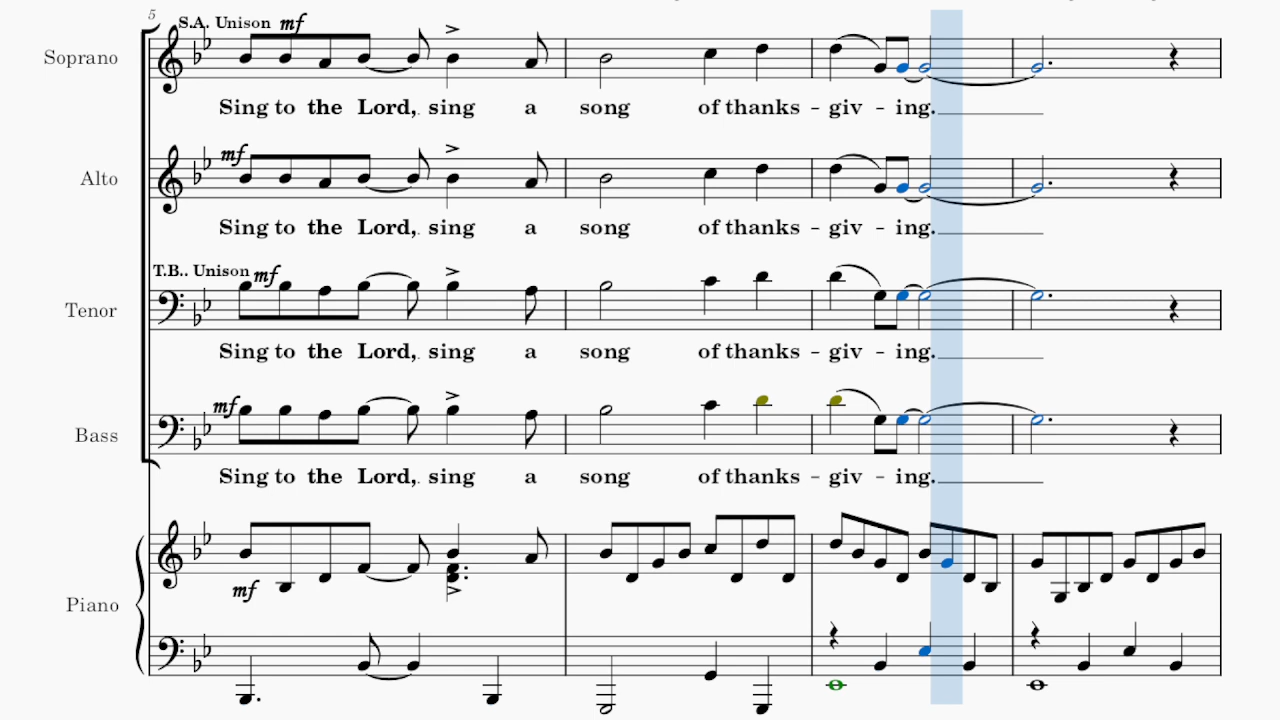 5
S.A. Unison mf
Soprano
Sing to the Lord, sing a song of thanks - giv - ing.
mf
Alto
Sing to the Lord, sing a song of thanks - giv - ing.
T.B.. Unison mf
Tenor
Sing to the Lord, sing a song of thanks - giv - ing.
mf
Bass
Sing to the Lord, sing a song of thanks - giv - ing.
mf
Piano